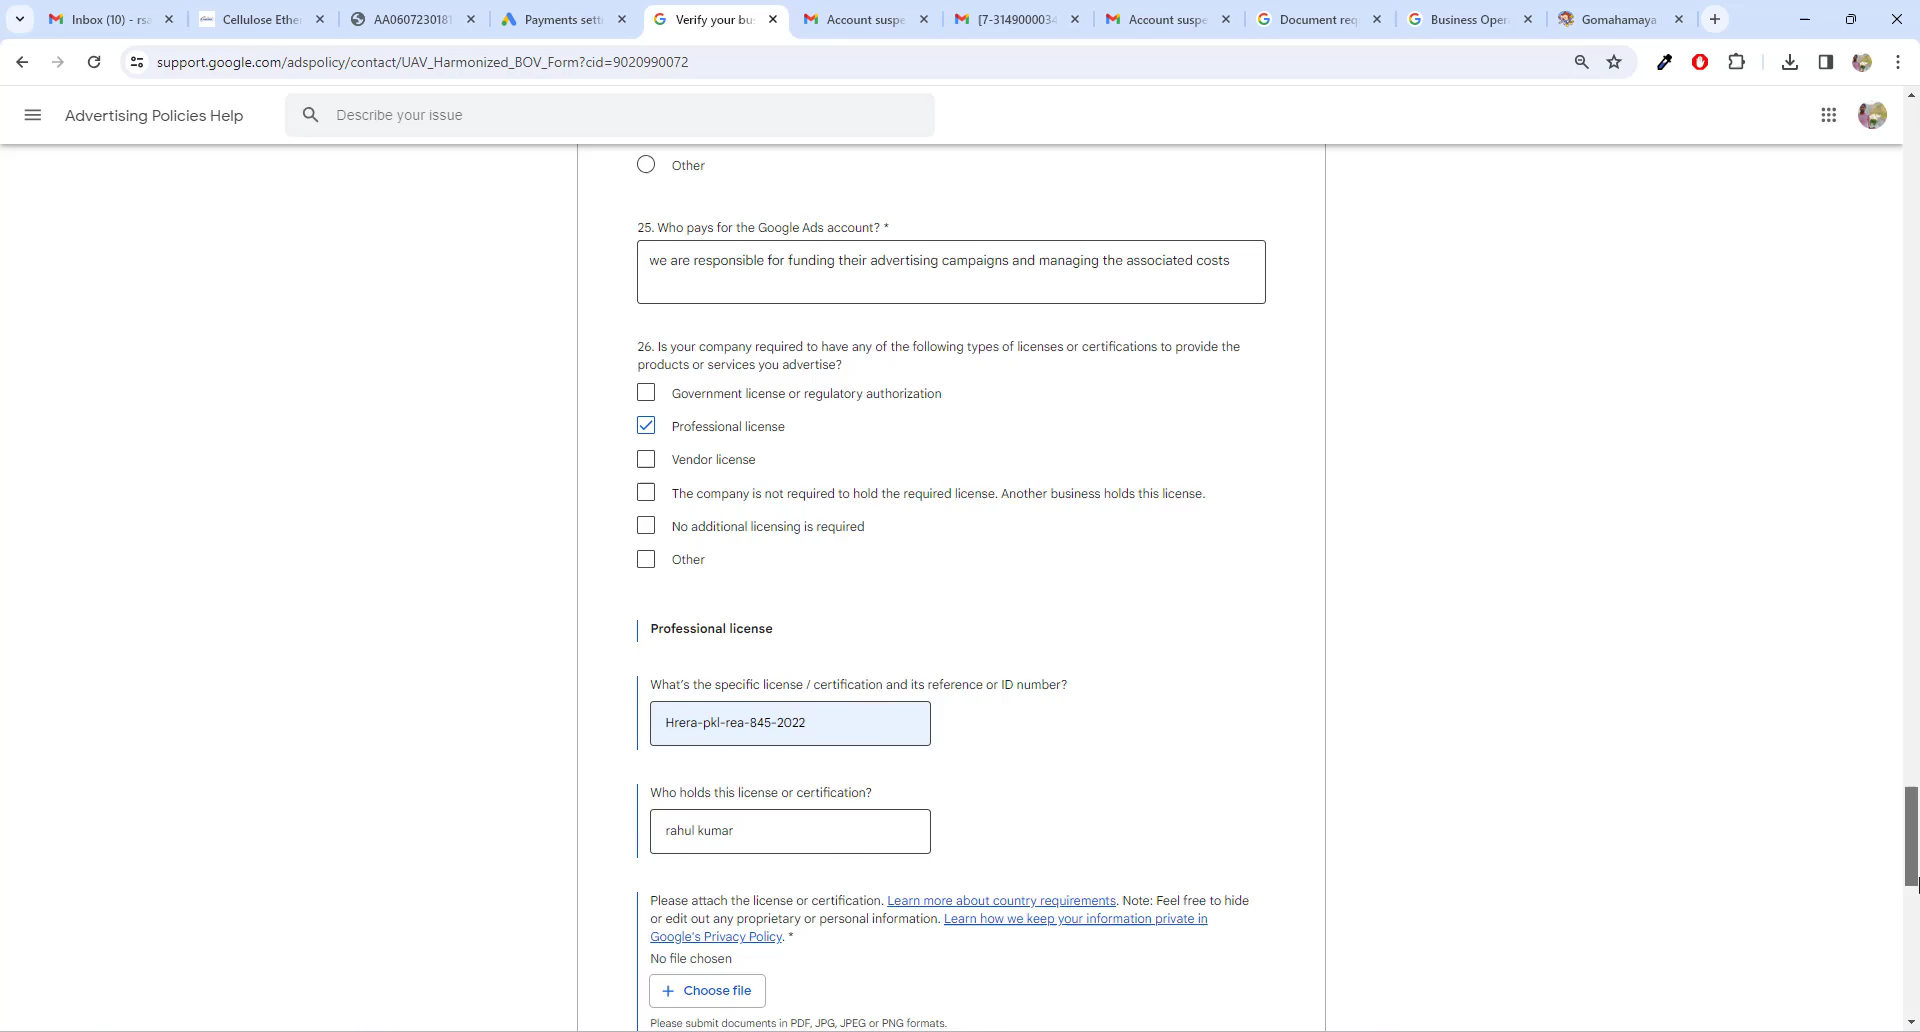 Inbox (10) - rsa
Cellulose Ether
AA0607230181
Payments sett
Verify your bu
Account suspe
[7-3149000034
Account suspe
Document req
Business Oper
Gomahamaya
support.google.com/adspolicy/contact/UAV_Harmonized_BOV_Form?cid=9020990072
Advertising Policies Help
Describe your issue
Other
25. Who pays for the Google Ads account? *
we are responsible for funding their advertising campaigns and managing the associated costs
26. Is your company required to have any of the following types of licenses or certifications to provide the
products or services you advertise?
Government license or regulatory authorization
Professional license
Vendor license
The company is not required to hold the required license. Another business holds this license.
No additional licensing is required
Other
Professional license
What's the specific license / certification and its reference or ID number?
Hrera-pkl-rea-845-2022
Who holds this license or certification?
rahul kumar
Please attach the license or certification. Learn more about country requirements. Note: Feel free to hide
or edit out any proprietary or personal information. Learn how we keep your information private in
Google's Privacy Policy. *
No file chosen
+ Choose file
Please submit documents in PDF, JPG, JPEG or PNG formats.